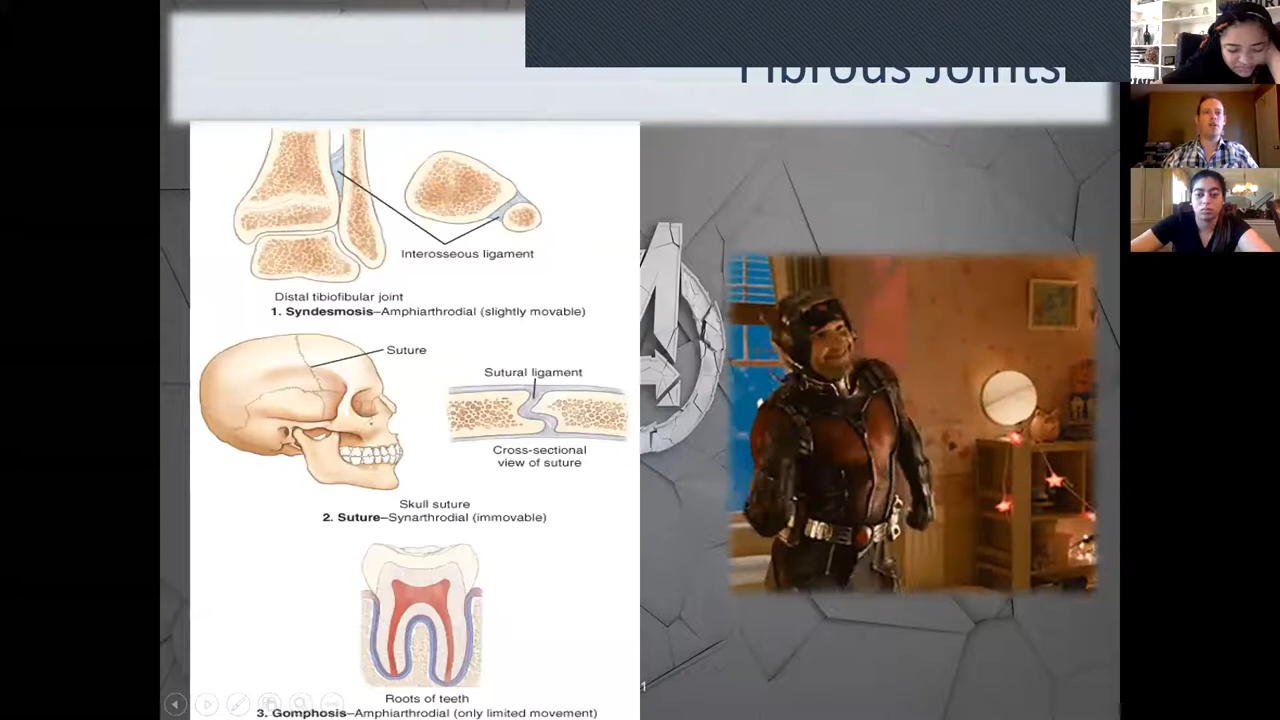 Fibrous Joints
Interosseous ligament
Distal tibiofibular joint
1. Syndesmosis–Amphiarthrodial (slightly movable)
Suture
Sutural ligament
Cross-sectional
view of suture
Skull suture
2. Suture–Synarthrodial (immovable)
Roots of teeth
3. Gomphosis–Amphiarthrodial (only limited movement)